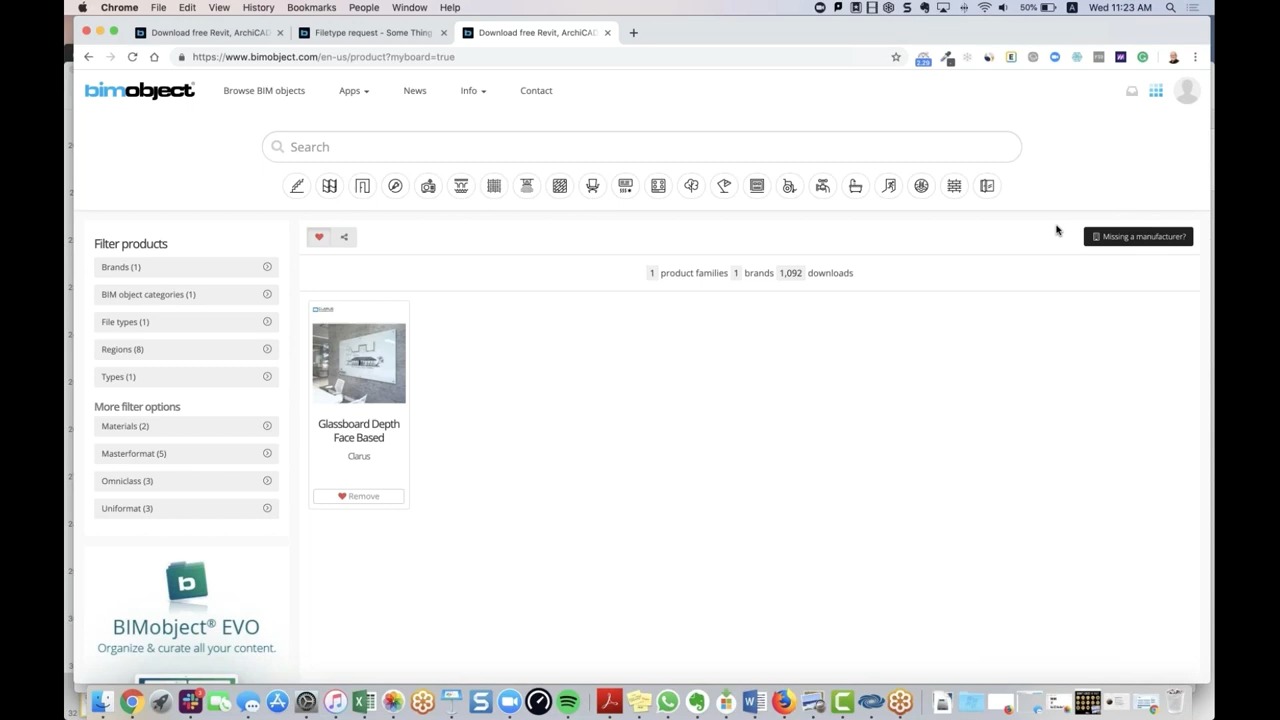 Chrome File Edit View History Bookmarks People Window Help
50% Wed 11:23 AM
Download free Revit, ArchiCAD
Filetype request - Some Thing
Download free Revit, ArchiCAD
https://www.bimobject.com/en-us/product?myboard=true
2.29
bimobject
Browse BIM objects Apps News Info Contact
Search
Filter products
Brands (1)
BIM object categories (1)
File types (1)
Regions (8)
Types (1)
More filter options
Materials (2)
Masterformat (5)
Omniclass (3)
Uniformat (3)
b
BIMobject® EVO
Organize & curate all your content.
Missing a manufacturer?
1 product families 1 brands 1,092 downloads
Glassboard Depth
Face Based
Clarus
Remove